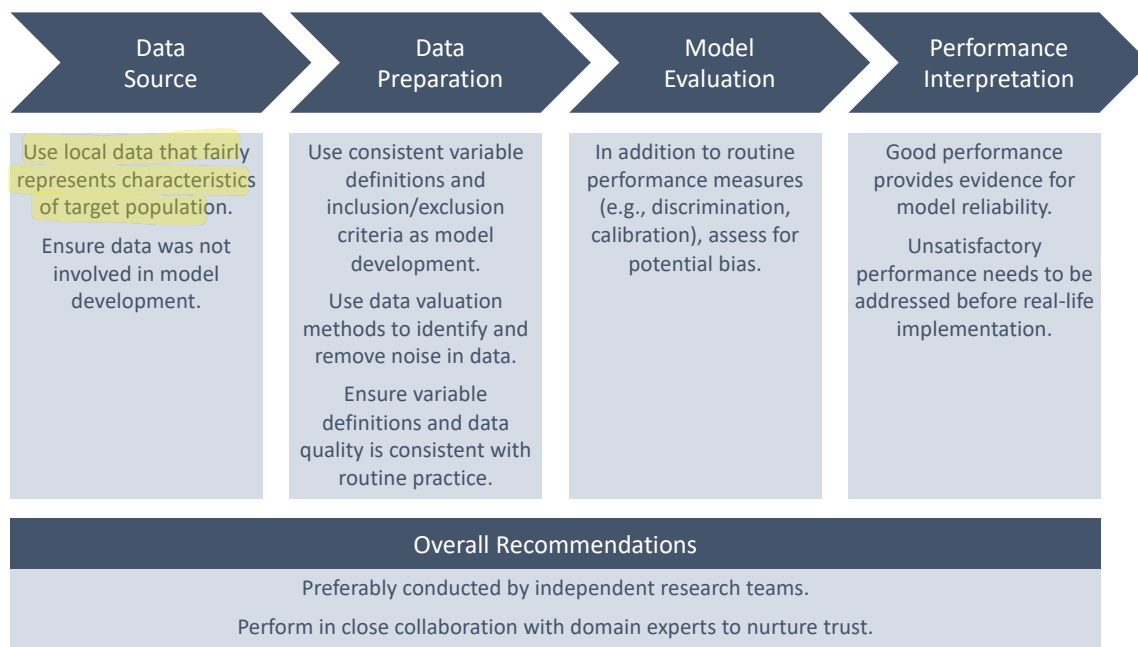 Data
Source
Data
Preparation
Model
Evaluation
Performance
Interpretation
Use local data that fairly
represents characteristics
of target population.
Ensure data was not
involved in model
development.
Use consistent variable
definitions and
inclusion/exclusion
criteria as model
development.
Use data valuation
methods to identify and
remove noise in data.
Ensure variable
definitions and data
quality is consistent with
routine practice.
In addition to routine
performance measures
(e.g., discrimination,
calibration), assess for
potential bias.
Good performance
provides evidence for
model reliability.
Unsatisfactory
performance needs to be
addressed before real-life
implementation.
Overall Recommendations
Preferably conducted by independent research teams.
Perform in close collaboration with domain experts to nurture trust.